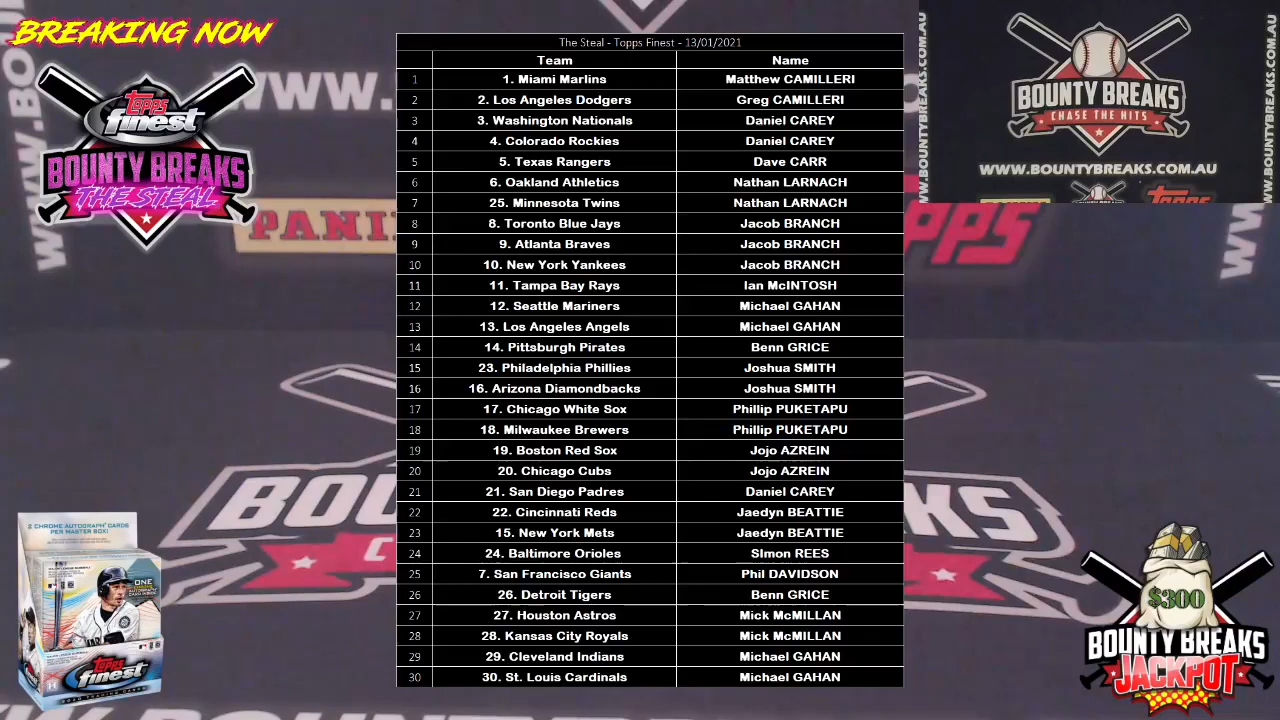 BREAKING NOW
Topps finest
BOUNTY BREAKS
THE STEAL
The Steal - Topps Finest - 13/01/2021
Team Name
1 1. Miami Marlins Matthew CAMILLERI
2 2. Los Angeles Dodgers Greg CAMILLERI
3 3. Washington Nationals Daniel CAREY
4 4. Colorado Rockies Daniel CAREY
5 5. Texas Rangers Dave CARR
6 6. Oakland Athletics Nathan LARNACH
7 25. Minnesota Twins Nathan LARNACH
8 8. Toronto Blue Jays Jacob BRANCH
9 9. Atlanta Braves Jacob BRANCH
10 10. New York Yankees Jacob BRANCH
11 11. Tampa Bay Rays Ian McINTOSH
12 12. Seattle Mariners Michael GAHAN
13 13. Los Angeles Angels Michael GAHAN
14 14. Pittsburgh Pirates Benn GRICE
15 23. Philadelphia Phillies Joshua SMITH
16 16. Arizona Diamondbacks Joshua SMITH
17 17. Chicago White Sox Phillip PUKETAPU
18 18. Milwaukee Brewers Phillip PUKETAPU
19 19. Boston Red Sox Jojo AZREIN
20 20. Chicago Cubs Jojo AZREIN
21 21. San Diego Padres Daniel CAREY
22 22. Cincinnati Reds Jaedyn BEATTIE
23 15. New York Mets Jaedyn BEATTIE
24 24. Baltimore Orioles SImon REES
25 7. San Francisco Giants Phil DAVIDSON
26 26. Detroit Tigers Benn GRICE
27 27. Houston Astros Mick McMILLAN
28 28. Kansas City Royals Mick McMILLAN
29 29. Cleveland Indians Michael GAHAN
30 30. St. Louis Cardinals Michael GAHAN
BOUNTY BREAKS
CHASE THE HITS
WWW.BOUNTYBREAKS.COM.AU
2 CHROME AUTOGRAPH CARDS
PER MASTER BOX!
Topps
finest
$300
BOUNTY BREAKS
JACKPOT